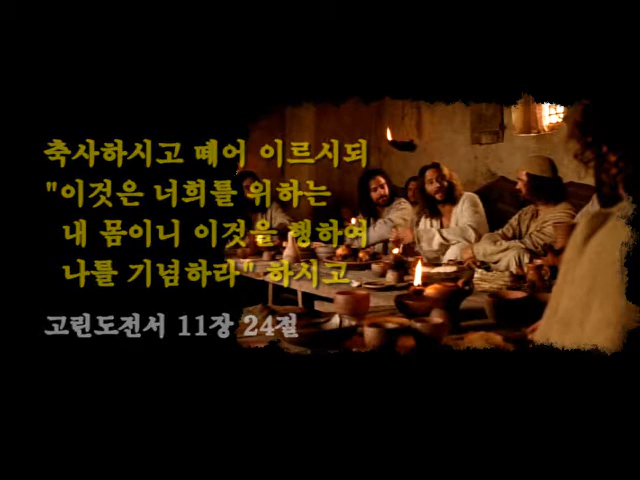 축사하시고 떼어 이르시되
"이것은 너희를 위하는
내 몸이니 이것을 행하여
나를 기념하라" 하시고
고린도전서 11장 24절